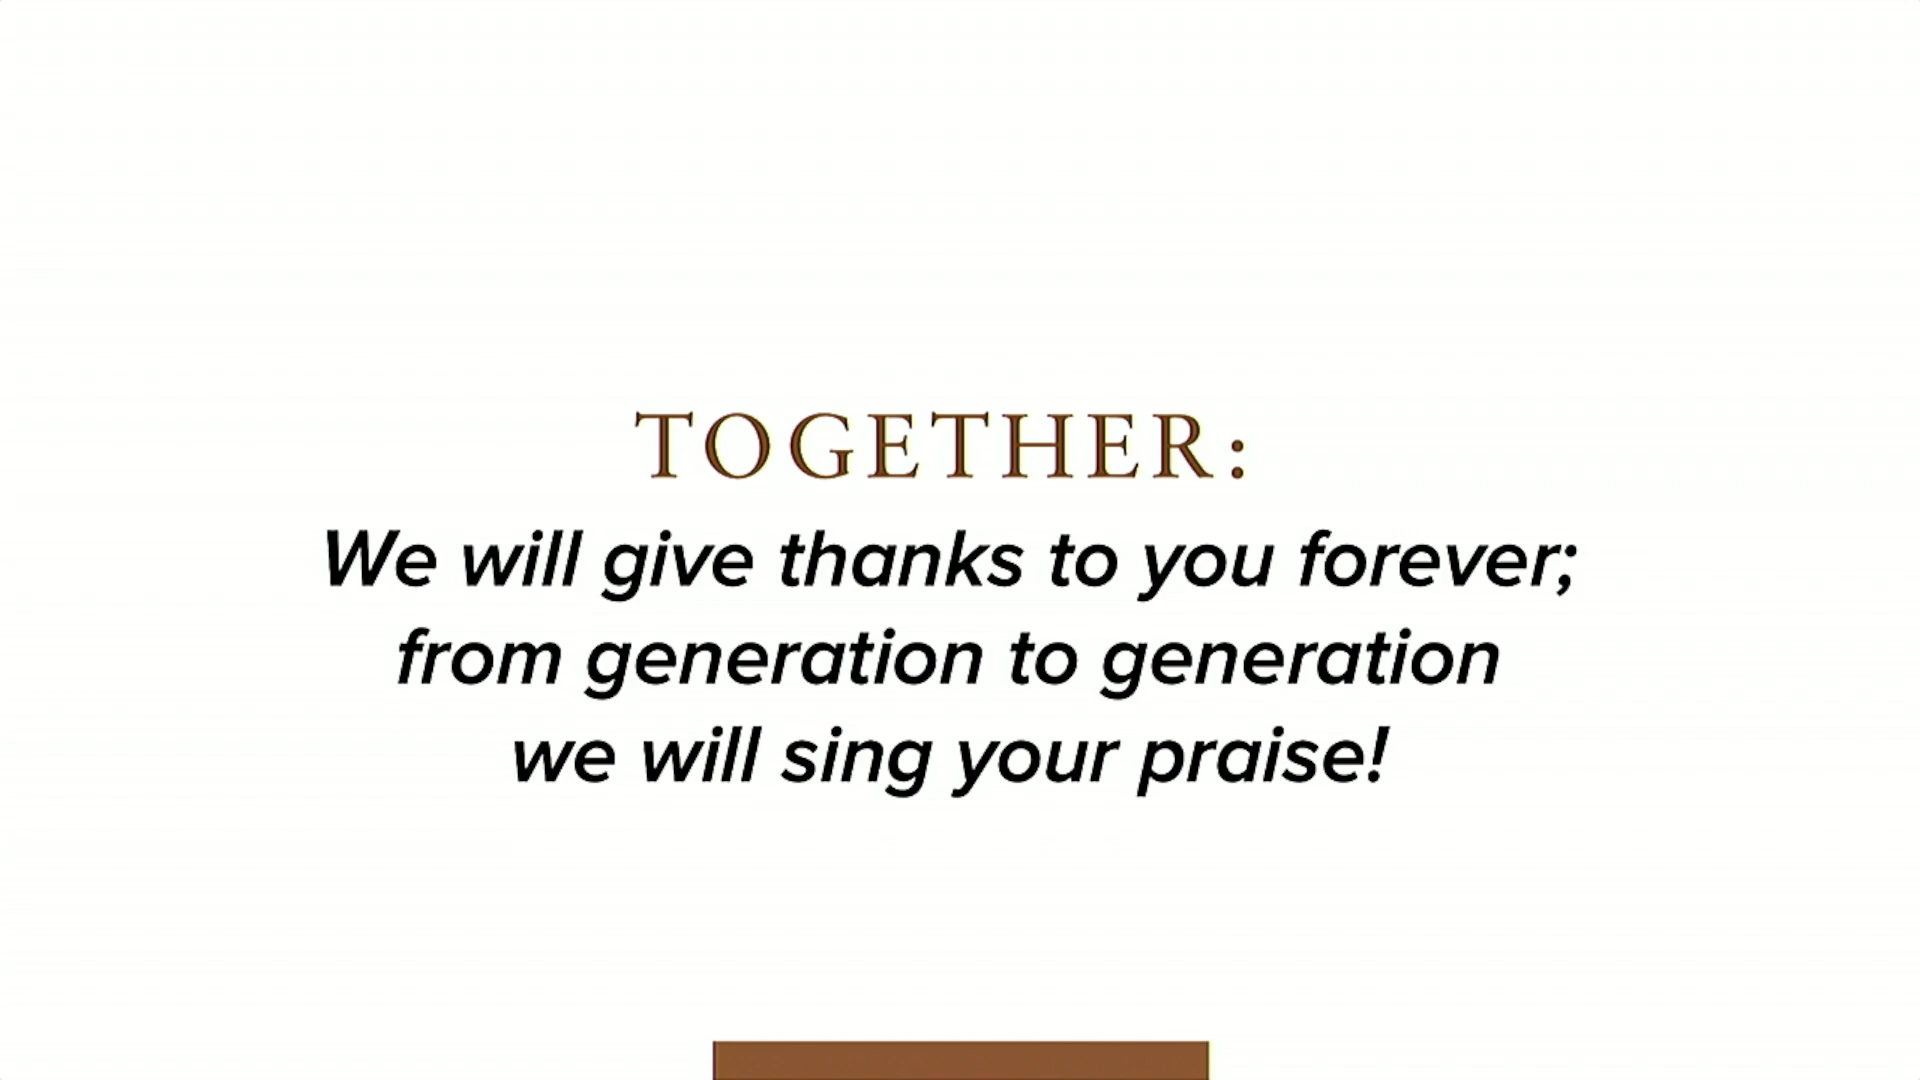 TOGETHER:
We will give thanks to you forever;
from generation to generation
we will sing your praise!